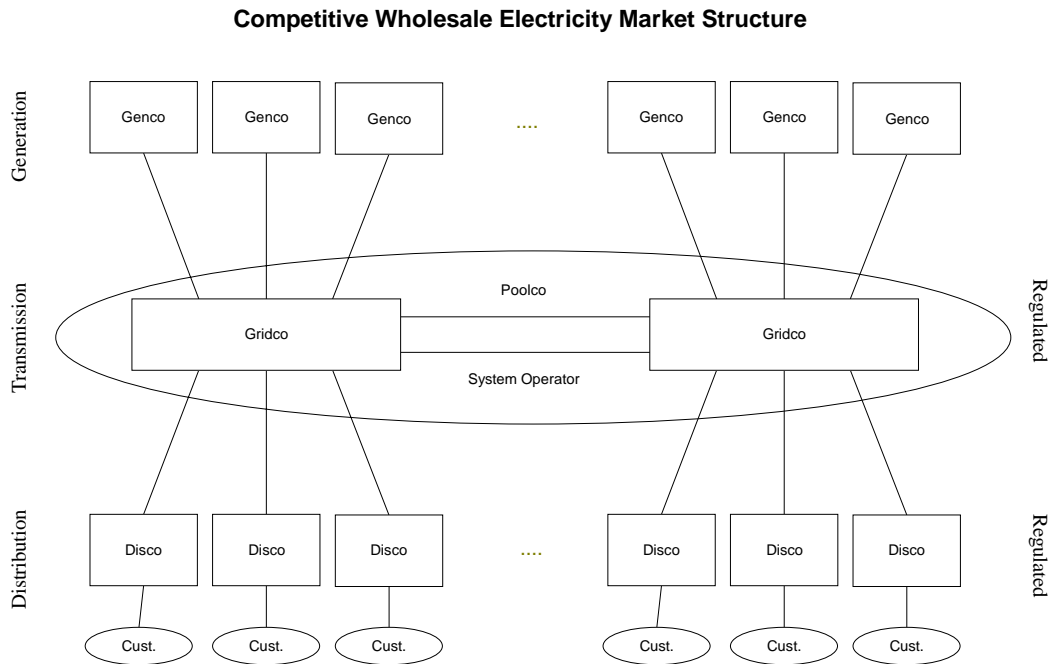 Competitive Wholesale Electricity Market Structure
Generation
Genco
Genco
Genco
....
Genco
Genco
Genco
Transmission
Poolco
Regulated
Gridco
Gridco
System Operator
Distribution
Disco
Disco
Disco
....
Disco
Disco
Disco
Regulated
Cust.
Cust.
Cust.
Cust.
Cust.
Cust.